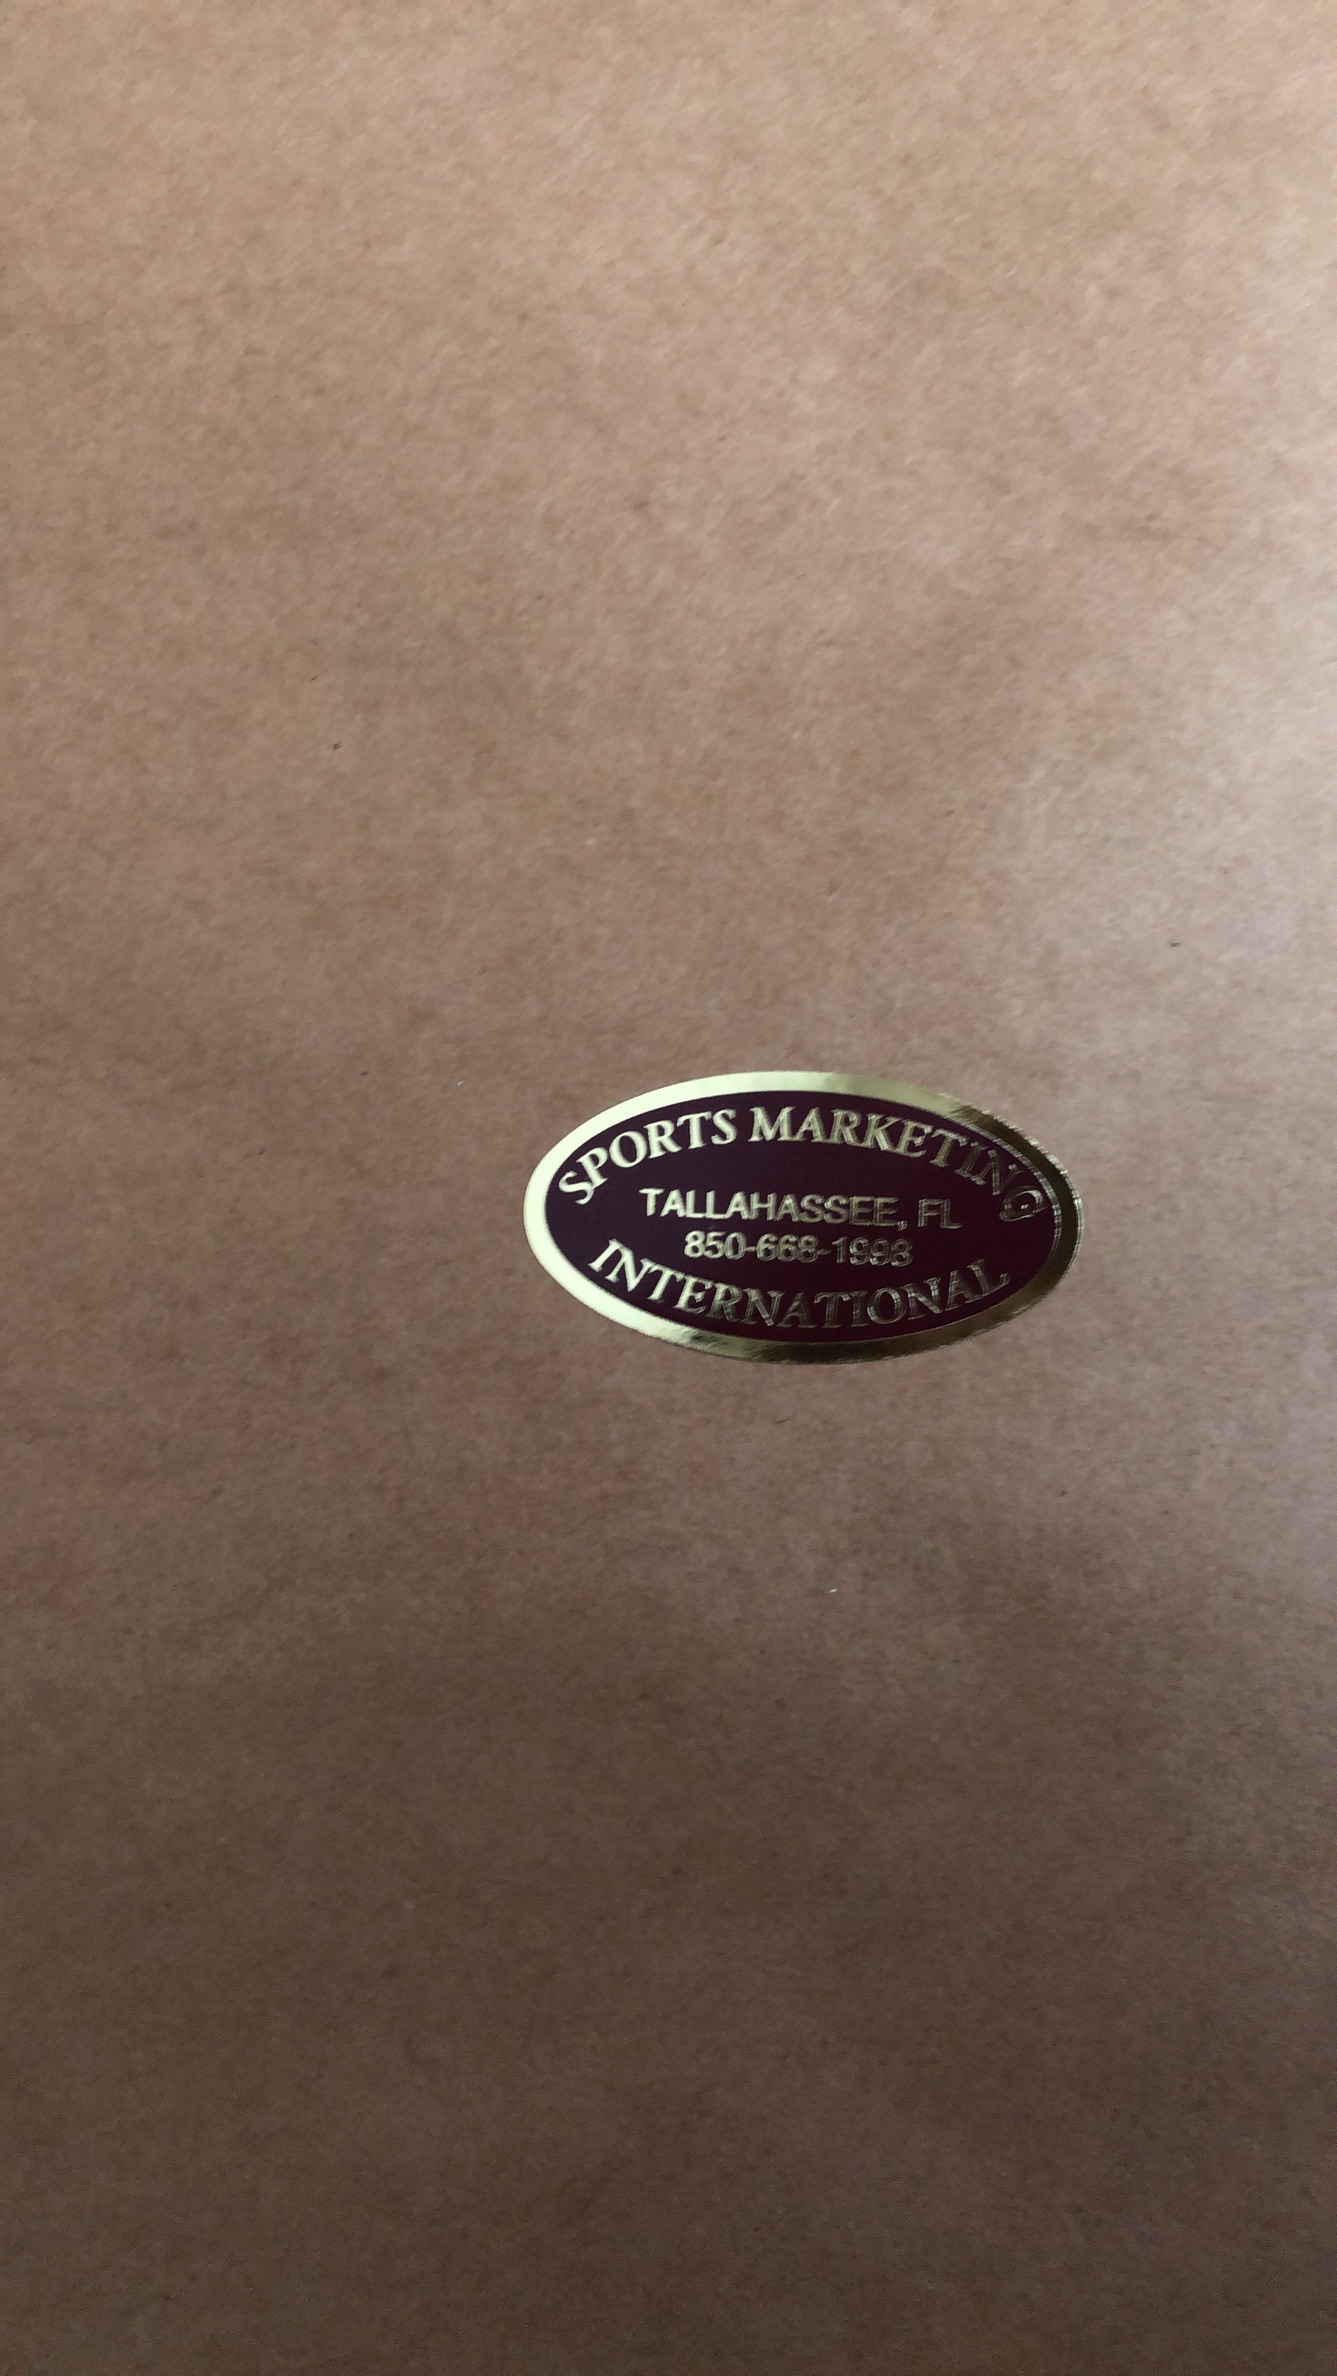 SPORTS MARKETING
TALLAHASSEE, FL
850-668-1998
INTERNATIONAL